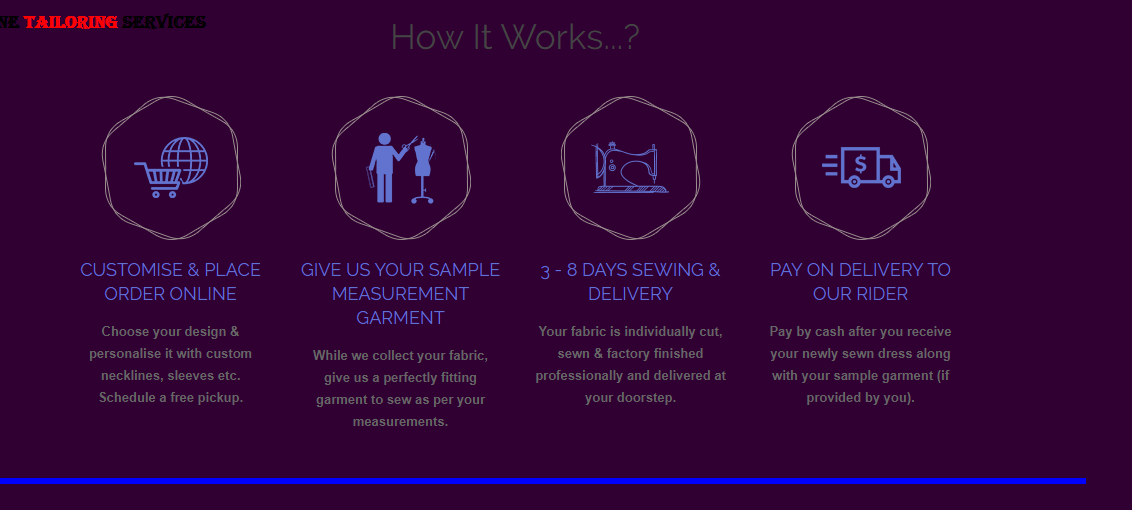 TAILORING SERVICES
How It Works...?
$
CUSTOMISE & PLACE
ORDER ONLINE
Choose your design &
personalise it with custom
necklines, sleeves etc.
Schedule a free pickup.
GIVE US YOUR SAMPLE
MEASUREMENT
GARMENT
While we collect your fabric,
give us a perfectly fitting
garment to sew as per your
measurements.
3 - 8 DAYS SEWING &
DELIVERY
Your fabric is individually cut,
sewn & factory finished
professionally and delivered at
your doorstep.
PAY ON DELIVERY TO
OUR RIDER
Pay by cash after you receive
your newly sewn dress along
with your sample garment (if
provided by you).